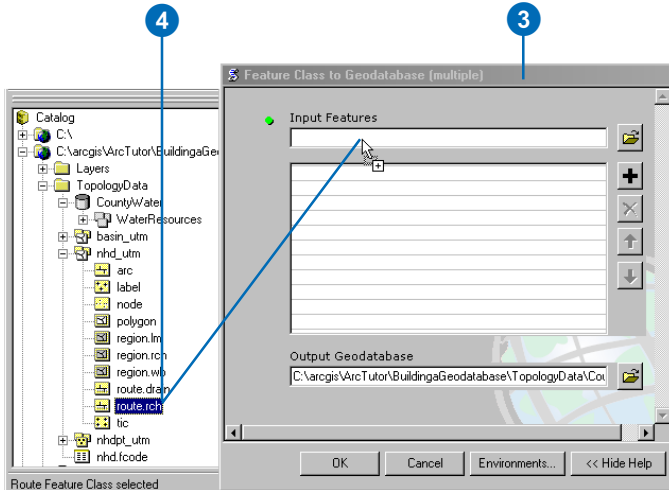 4
3
Feature Class to Geodatabase (multiple)
Catalog
C:\
C:\arcgis\ArcTutor\BuildingaGe
Layers
TopologyData
CountyWater
WaterResources
basin_utm
nhd_utm
arc
label
node
polygon
region.lm
region.rch
region.wb
route.drain
route.rch
tic
nhdpt_utm
nhd.fcode
Route Feature Class selected
Input Features
Output Geodatabase
C:\arcgis\ArcTutor\BuildingaGeodatabase\TopologyData\Cou
OK
Cancel
Environments...
<< Hide Help